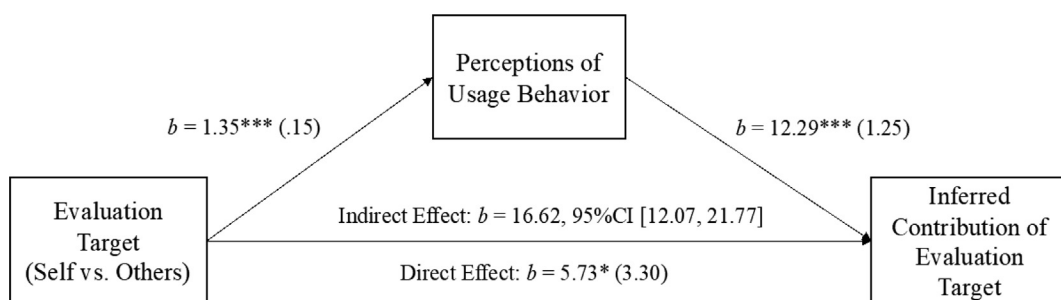 Perceptions of
Usage Behavior
b = 1.35*** (.15)
b = 12.29*** (1.25)
Evaluation
Target
(Self vs. Others)
Indirect Effect: b = 16.62, 95%CI [12.07, 21.77]
Direct Effect: b = 5.73* (3.30)
Inferred
Contribution of
Evaluation
Target